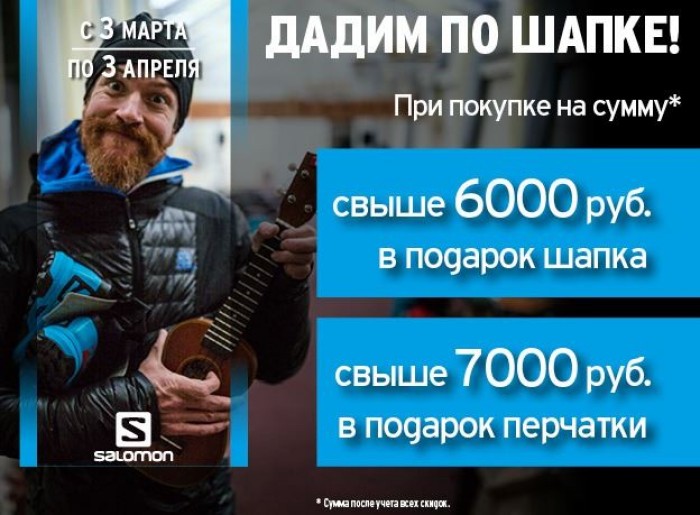 С 3 МАРТА
ПО 3 АПРЕЛЯ
ДАДИМ ПО ШАПКЕ!
При покупке на сумму*
свыше 6000 руб.
в подарок шапка
свыше 7000 руб.
в подарок перчатки
S
salomon
* Сумма после учета всех скидок.